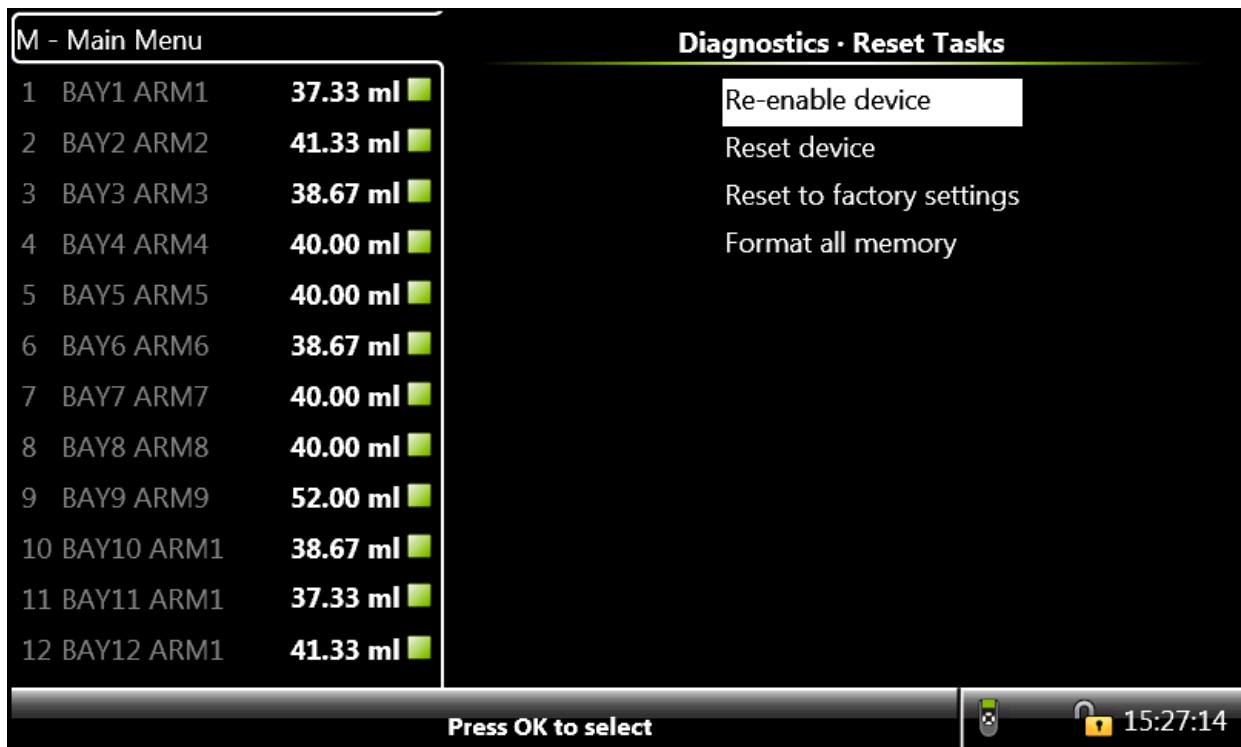 M - Main Menu
1 BAY1 ARM1 37.33 ml
2 BAY2 ARM2 41.33 ml
3 BAY3 ARM3 38.67 ml
4 BAY4 ARM4 40.00 ml
5 BAY5 ARM5 40.00 ml
6 BAY6 ARM6 38.67 ml
7 BAY7 ARM7 40.00 ml
8 BAY8 ARM8 40.00 ml
9 BAY9 ARM9 52.00 ml
10 BAY10 ARM1 38.67 ml
11 BAY11 ARM1 37.33 ml
12 BAY12 ARM1 41.33 ml
Diagnostics · Reset Tasks
Re-enable device
Reset device
Reset to factory settings
Format all memory
Press OK to select
15:27:14